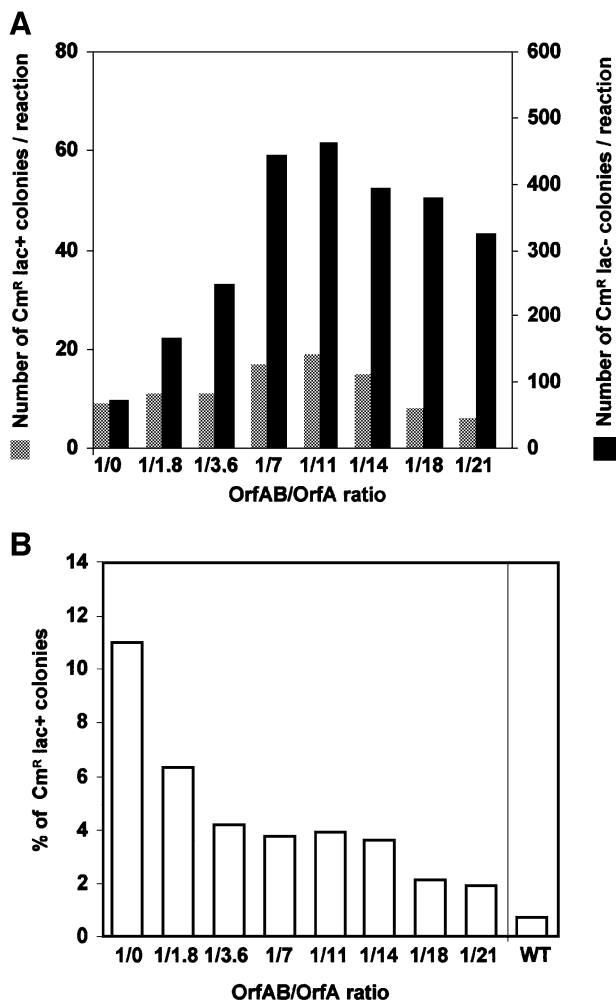 A
Number of Cmᴿ lac+ colonies / reaction
80
60
40
20
0
600
500
400
300
200
100
0
Number of Cmᴿ lac- colonies / reaction
1/0 1/1.8 1/3.6 1/7 1/11 1/14 1/18 1/21
OrfAB/OrfA ratio
B
% of Cmᴿ lac+ colonies
14
12
10
8
6
4
2
0
1/0 1/1.8 1/3.6 1/7 1/11 1/14 1/18 1/21 WT
OrfAB/OrfA ratio